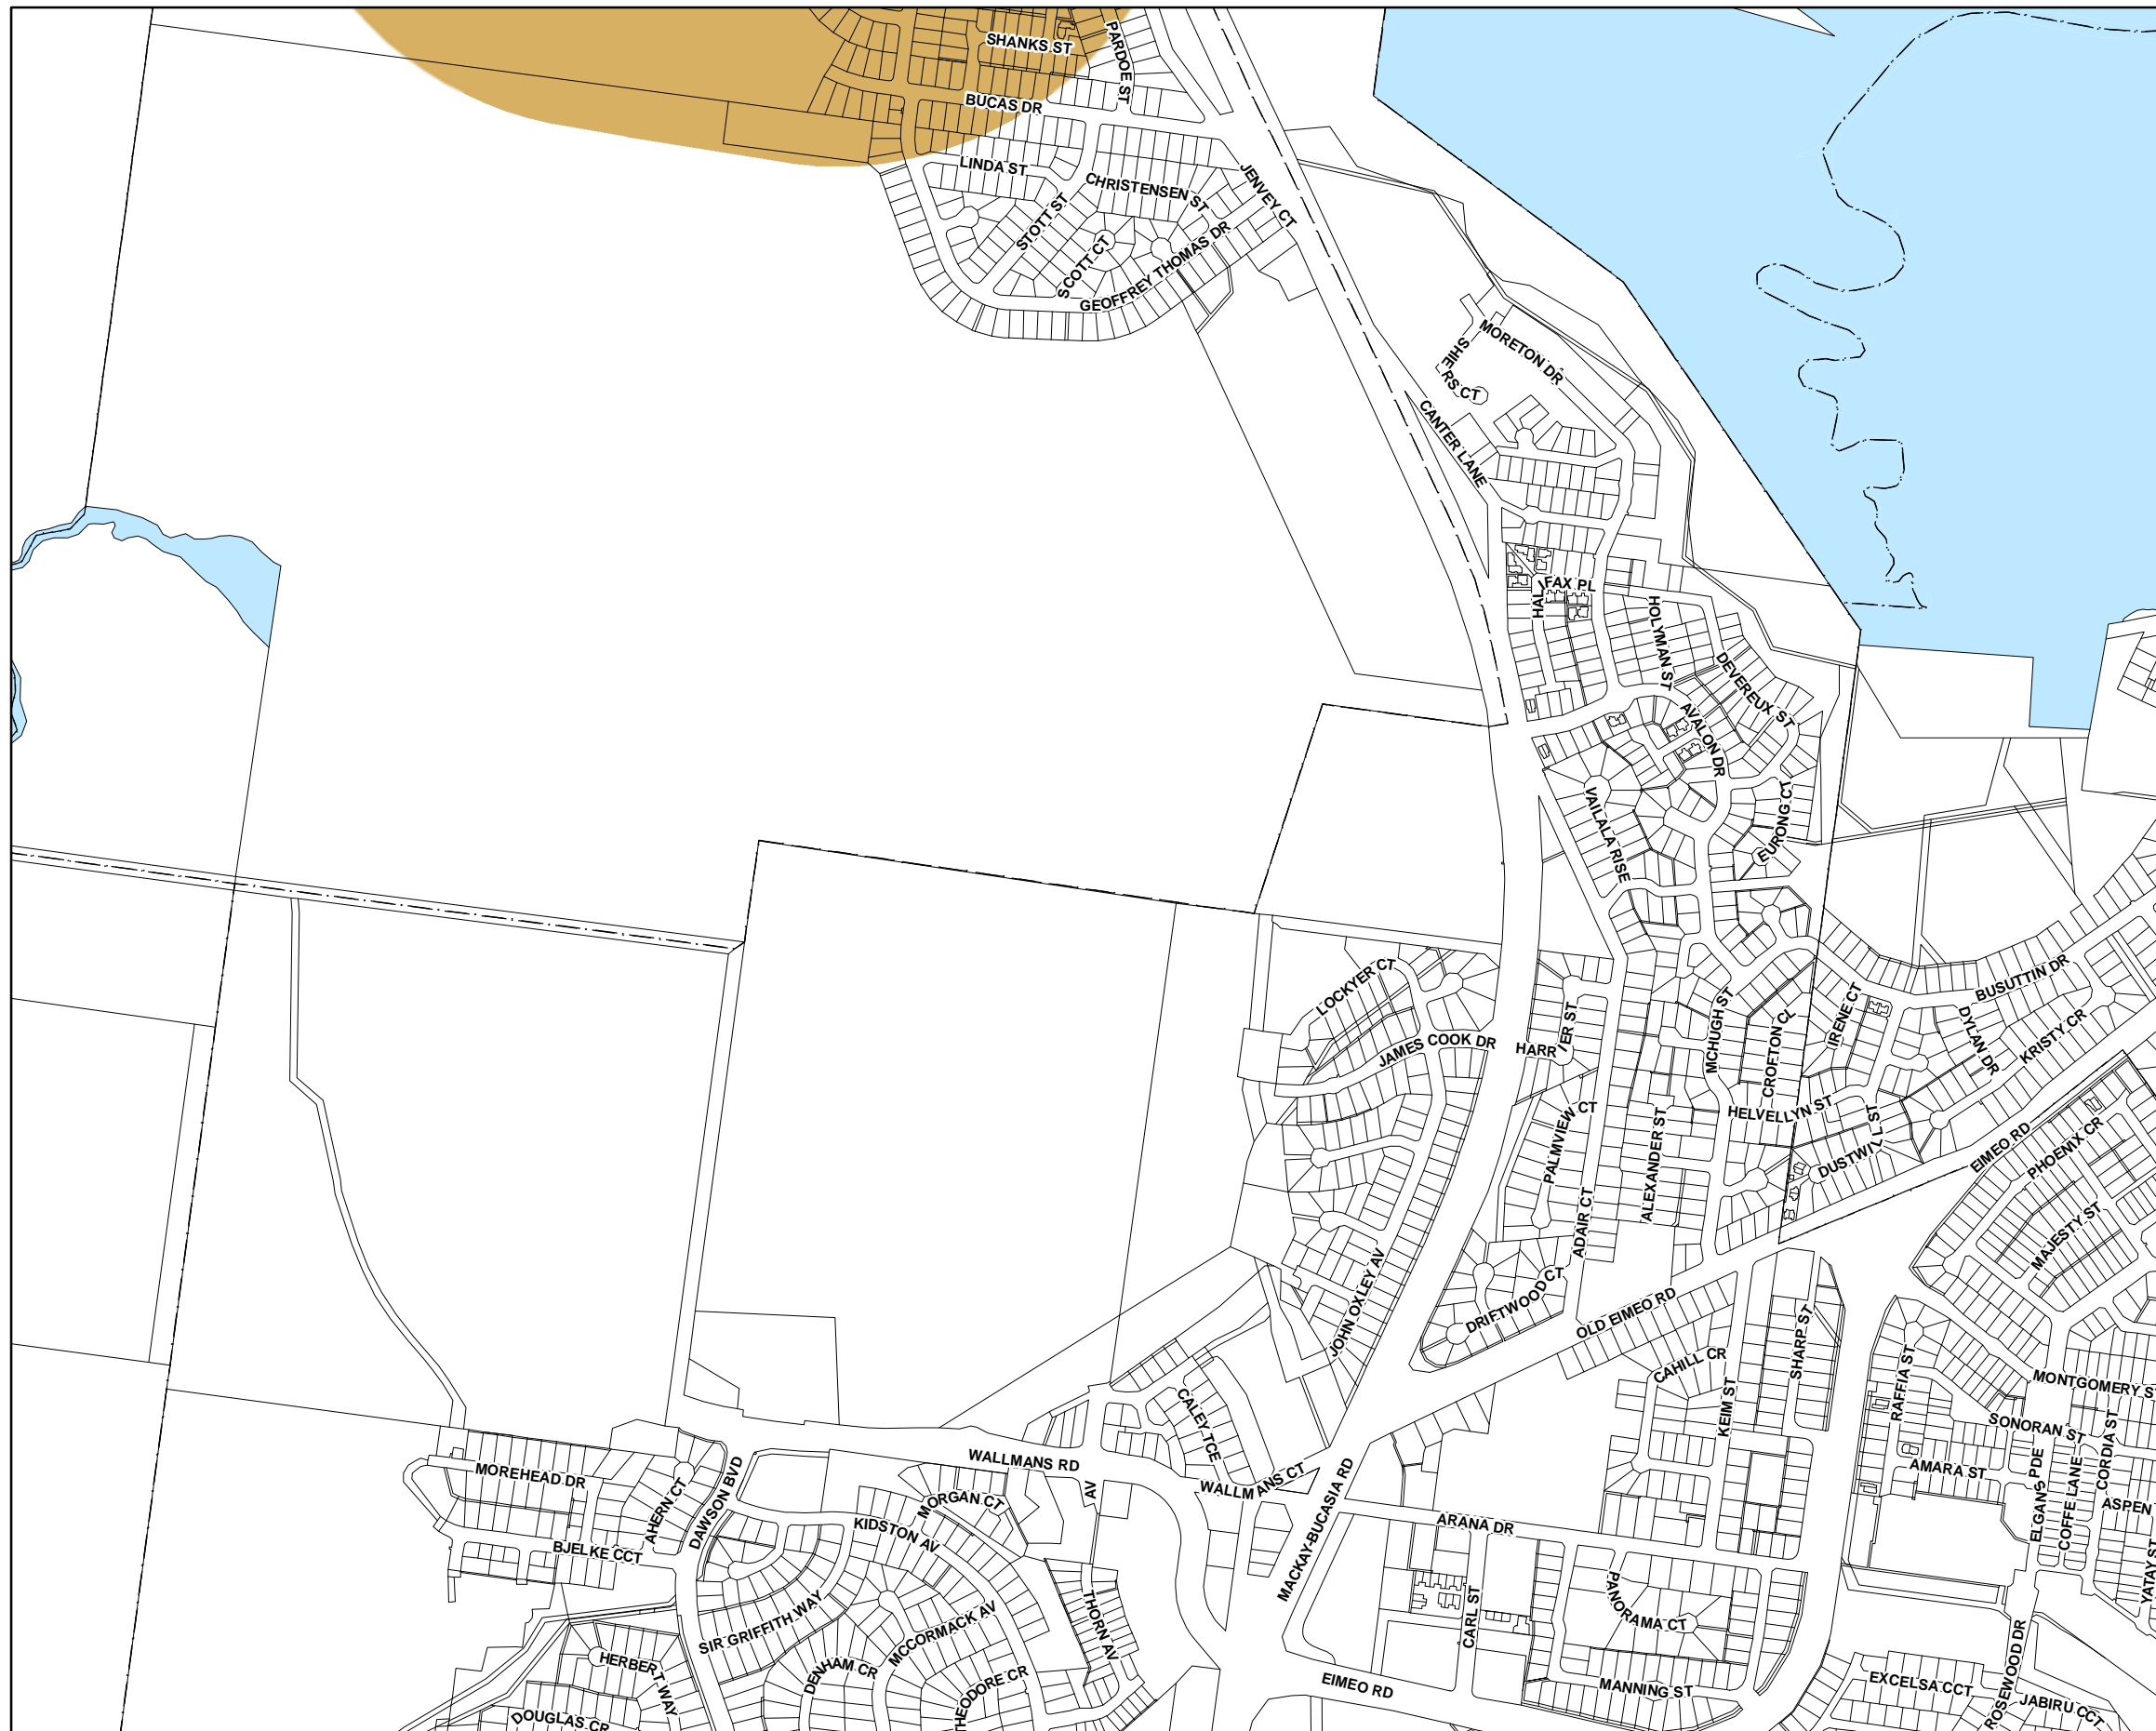 SHANKS ST
PARDOE ST
BUCAS DR
LINDA ST
CHRISTENSEN ST
JENVEY CT
STOTT ST
SCOTT CT
GEOFFREY THOMAS DR
MORETON DR
SHIE
RS CT
CANTER LANE
HALI
FAX PL
HOLYMAN ST
DEVEREUX ST
AVALON DR
VAILALA RISE
EURONG CT
LOCKYER CT
JAMES COOK DR
HARR
IER ST
MCHUGH ST
CROFTON CL
IRENE CT
BUSUTTIN DR
DYLAN DR
KRISTY CR
HELVELLYN ST
PALMVIEW CT
ALEXANDER ST
DUSTWILL ST
EIMEO RD
PHOENIX CR
ADAIR CT
MAJESTY ST
DRIFTWOOD CT
JOHN OXLEY AV
OLD EIMEO RD
SHARP ST
CAHILL CR
KEIM ST
RAFFIA ST
MONTGOMERY S
CALEY TCE
SONORAN ST
CORDIA ST
WALLMANS RD
MOREHEAD DR
AHERN CT
DAWSON BVD
WALLMANS CT
AV
MORGAN CT
MACKAY-BUCASIA RD
AMARA ST
ELGANS PDE
COFFE LANE
ASPEN
KIDSTON AV
ARANA DR
BJELKE CCT
YATAY ST
THORN AV
CARL ST
PANORAMA CT
SIR GRIFFITH WAY
MCCORMACK AV
HERBERT WAY
DENHAM CR
THEODORE CR
EIMEO RD
MANNING ST
EXCELSA CCT
ROSEWOOD DR
JABIRU CCT
DOUGLAS CR